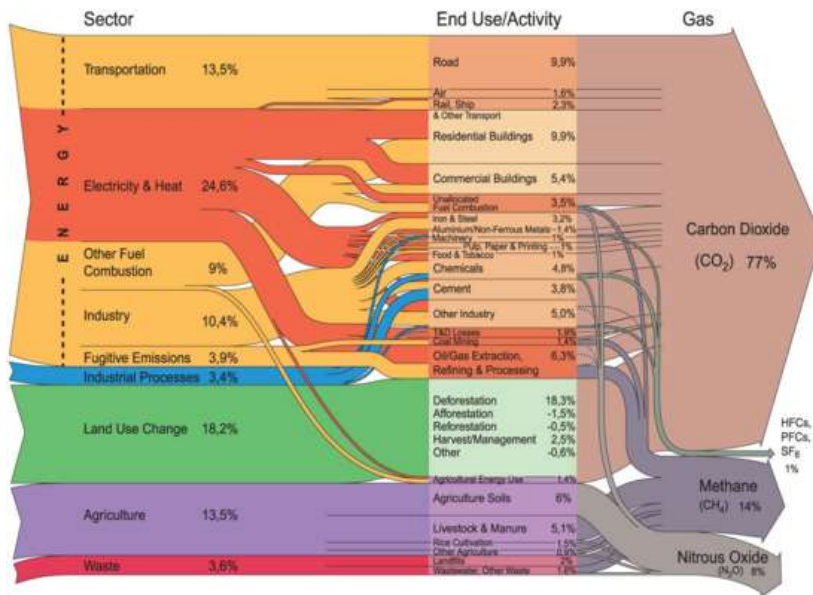 Sector
End Use/Activity
Gas
ENERGY
Transportation 13,5%
Electricity & Heat 24,6%
Other Fuel
Combustion 9%
Industry
10,4%
Fugitive Emissions 3,9%
Industrial Processes 3,4%
Land Use Change 18,2%
Agriculture 13,5%
Waste 3,6%
Road 9,9%
Air 1,6%
Rail, Ship 2,3%
& Other Transport
Residential Buildings 9,9%
Commercial Buildings 5,4%
Unallocated
Fuel Combustion 3,5%
Iron & Steel 3,2%
Aluminium/Non-Ferrous Metals 1,4%
Machinery 1%
Pulp, Paper & Printing 1%
Food & Tobacco 1%
Chemicals 4,8%
Cement 3,8%
Other Industry 5,0%
T&D Losses 1,9%
Coal Mining 1,4%
Oil/Gas Extraction, 6,3%
Refining & Processing
Deforestation 18,3%
Afforestation -1,5%
Reforestation -0,5%
Harvest/Management 2,5%
Other -0,6%
Agricultural Energy Use 1,4%
Agriculture Soils 6%
Livestock & Manure 5,1%
Rice Cultivation 1,5%
Other Agriculture 0,9%
Landfills 2%
Wastewater, Other Waste 1,6%
Carbon Dioxide
(CO2) 77%
HFCs,
PFCs,
SF6
1%
Methane
(CH4) 14%
Nitrous Oxide
(N2O) 8%